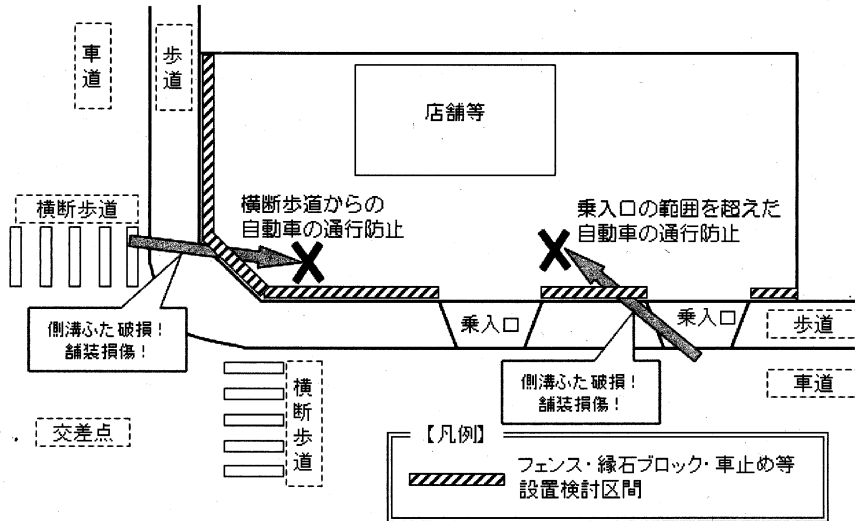 車道
歩道
店舗等
横断歩道
横断歩道からの
自動車の通行防止
乗入口の範囲を超えた
自動車の通行防止
側溝ふた破損!
舗装損傷!
乗入口
乗入口
歩道
側溝ふた破損!
舗装損傷!
車道
横断歩道
交差点
【凡例】
フェンス・縁石ブロック・車止め等
設置検討区間